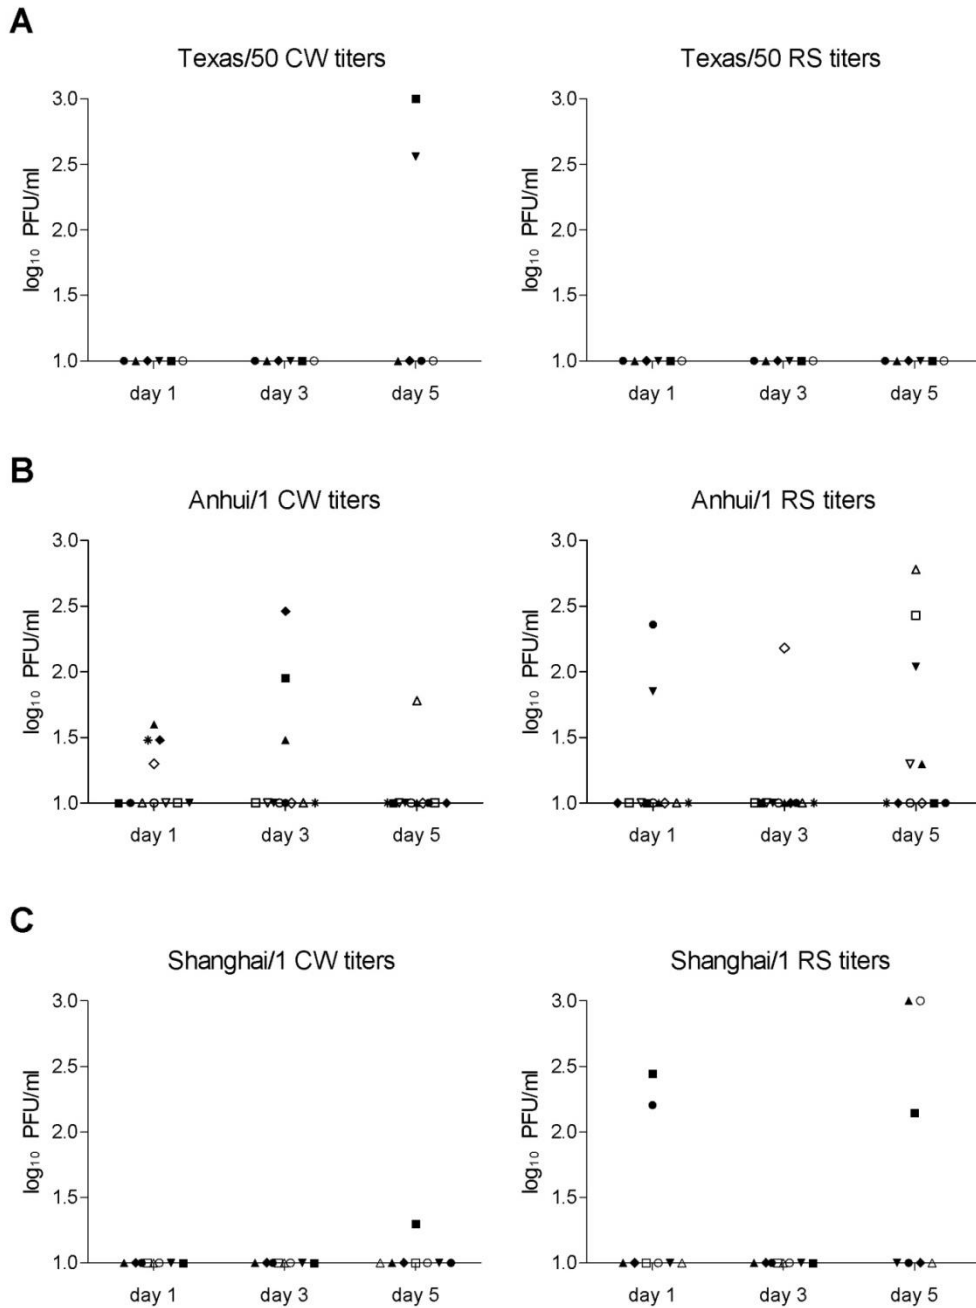 A
Texas/50 CW titers
log₁₀ PFU/ml
3.0
2.5
2.0
1.5
1.0
day 1 day 3 day 5
Texas/50 RS titers
log₁₀ PFU/ml
3.0
2.5
2.0
1.5
1.0
day 1 day 3 day 5
B
Anhui/1 CW titers
log₁₀ PFU/ml
3.0
2.5
2.0
1.5
1.0
day 1 day 3 day 5
Anhui/1 RS titers
log₁₀ PFU/ml
3.0
2.5
2.0
1.5
1.0
day 1 day 3 day 5
C
Shanghai/1 CW titers
log₁₀ PFU/ml
3.0
2.5
2.0
1.5
1.0
day 1 day 3 day 5
Shanghai/1 RS titers
log₁₀ PFU/ml
3.0
2.5
2.0
1.5
1.0
day 1 day 3 day 5